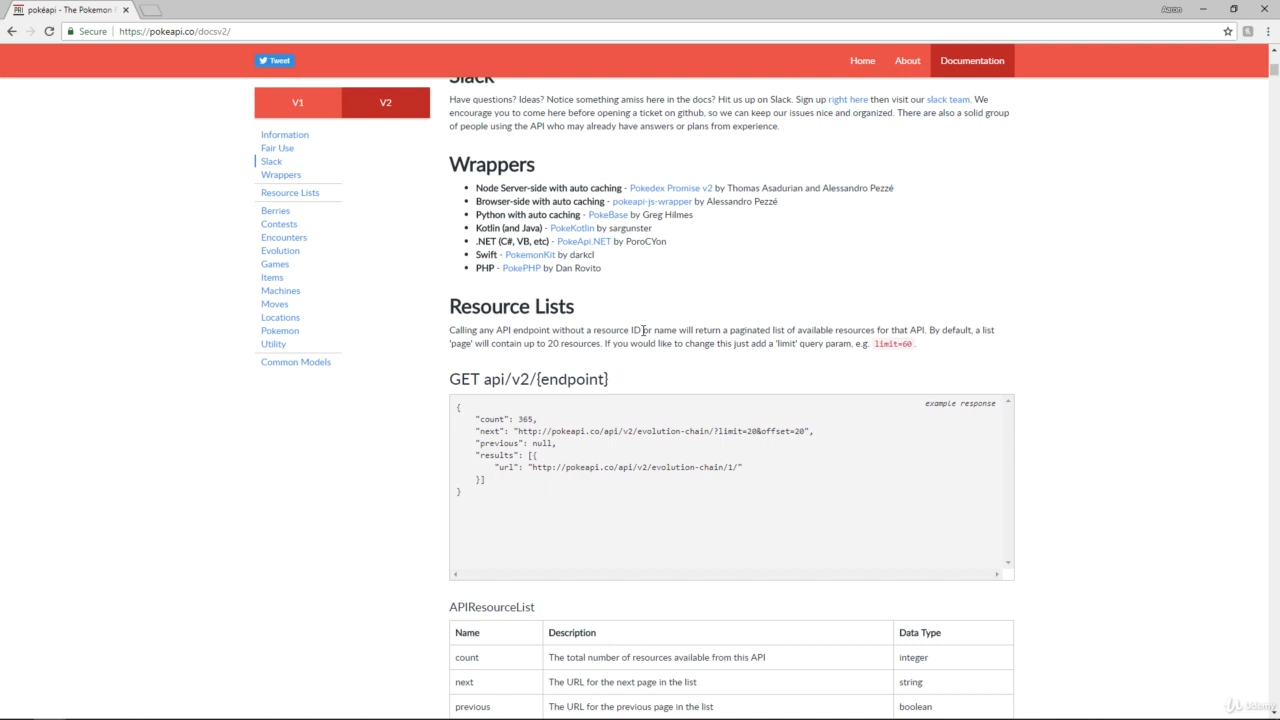 pokéapi - The Pokemon
Aaron
Secure
https://pokeapi.co/docsv2/
Tweet
Home
About
Documentation
V1
V2
Information
Fair Use
Slack
Wrappers
Resource Lists
Berries
Contests
Encounters
Evolution
Games
Items
Machines
Moves
Locations
Pokemon
Utility
Common Models
Slack
Have questions? Ideas? Notice something amiss here in the docs? Hit us up on Slack. Sign up right here then visit our slack team. We
encourage you to come here before opening a ticket on github, so we can keep our issues nice and organized. There are also a solid group
of people using the API who may already have answers or plans from experience.
Wrappers
Node Server-side with auto caching - Pokedex Promise v2 by Thomas Asadurian and Alessandro Pezzé
Browser-side with auto caching - pokeapi-js-wrapper by Alessandro Pezzé
Python with auto caching - PokeBase by Greg Hilmes
Kotlin (and Java) - PokeKotlin by sargunster
.NET (C#, VB, etc) - PokeApi.NET by PoroCYon
Swift - PokemonKit by darkcl
PHP - PokePHP by Dan Rovito
Resource Lists
Calling any API endpoint without a resource ID or name will return a paginated list of available resources for that API. By default, a list
'page' will contain up to 20 resources. If you would like to change this just add a 'limit' query param, e.g. limit=60 .
GET api/v2/{endpoint}
example response
{
"count": 365,
"next": "http://pokeapi.co/api/v2/evolution-chain/?limit=20&offset=20",
"previous": null,
"results": [{
"url": "http://pokeapi.co/api/v2/evolution-chain/1/"
}]
}
APIResourceList
Name Description Data Type
count The total number of resources available from this API integer
next The URL for the next page in the list string
previous The URL for the previous page in the list boolean
Udemy